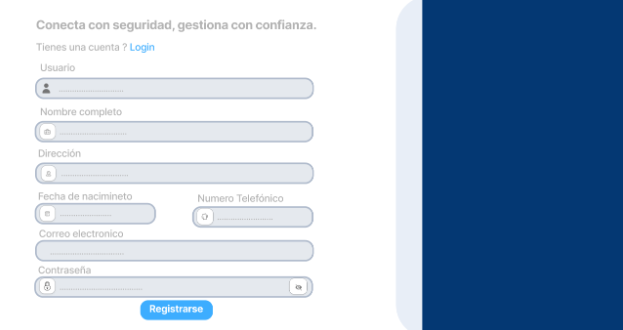 Conecta con seguridad, gestiona con confianza.
Tienes una cuenta ? Login
Usuario
Nombre completo
Dirección
Fecha de nacimineto
Numero Telefónico
Correo electronico
Contraseña
Registrarse